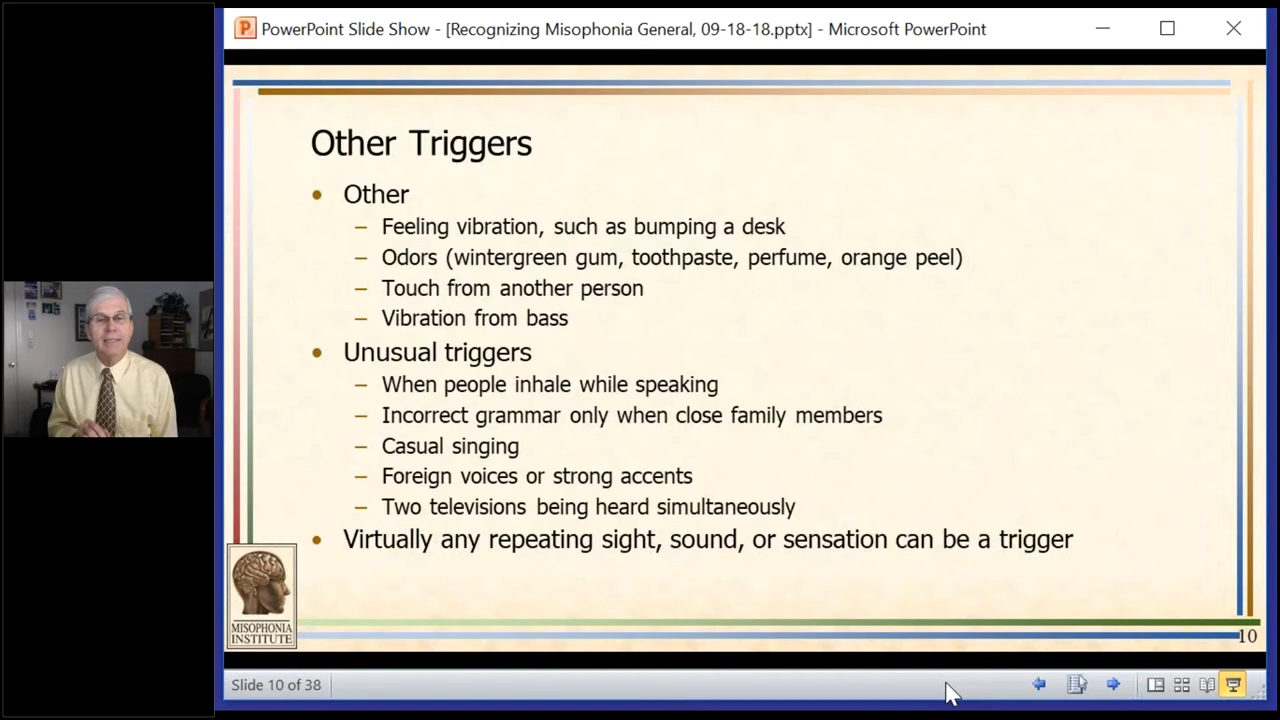 PowerPoint Slide Show - [Recognizing Misophonia General, 09-18-18.pptx] - Microsoft PowerPoint
Other Triggers
• Other
– Feeling vibration, such as bumping a desk
– Odors (wintergreen gum, toothpaste, perfume, orange peel)
– Touch from another person
– Vibration from bass
• Unusual triggers
– When people inhale while speaking
– Incorrect grammar only when close family members
– Casual singing
– Foreign voices or strong accents
– Two televisions being heard simultaneously
• Virtually any repeating sight, sound, or sensation can be a trigger
MISOPHONIA
INSTITUTE
10
Slide 10 of 38